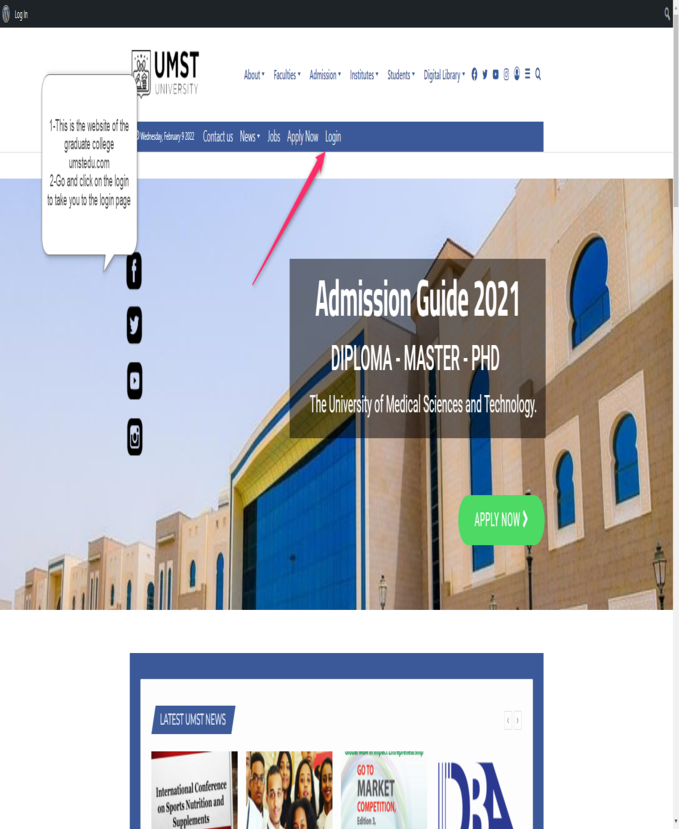 Log In
UMST
UNIVERSITY
About Faculties Admission Institutes Students Digital Library
Wednesday, February 9 2022 Contact us News Jobs Apply Now Login
1-This is the website of the
graduate college
umstedu.com
2-Go and click on the login
to take you to the login page
Admission Guide 2021
DIPLOMA - MASTER - PHD
The University of Medical Sciences and Technology.
APPLY NOW ❯
LATEST UMST NEWS
International Conference
on Sports Nutrition and
Supplements
GO TO
MARKET
COMPETITION,
Edition 3,
DBA